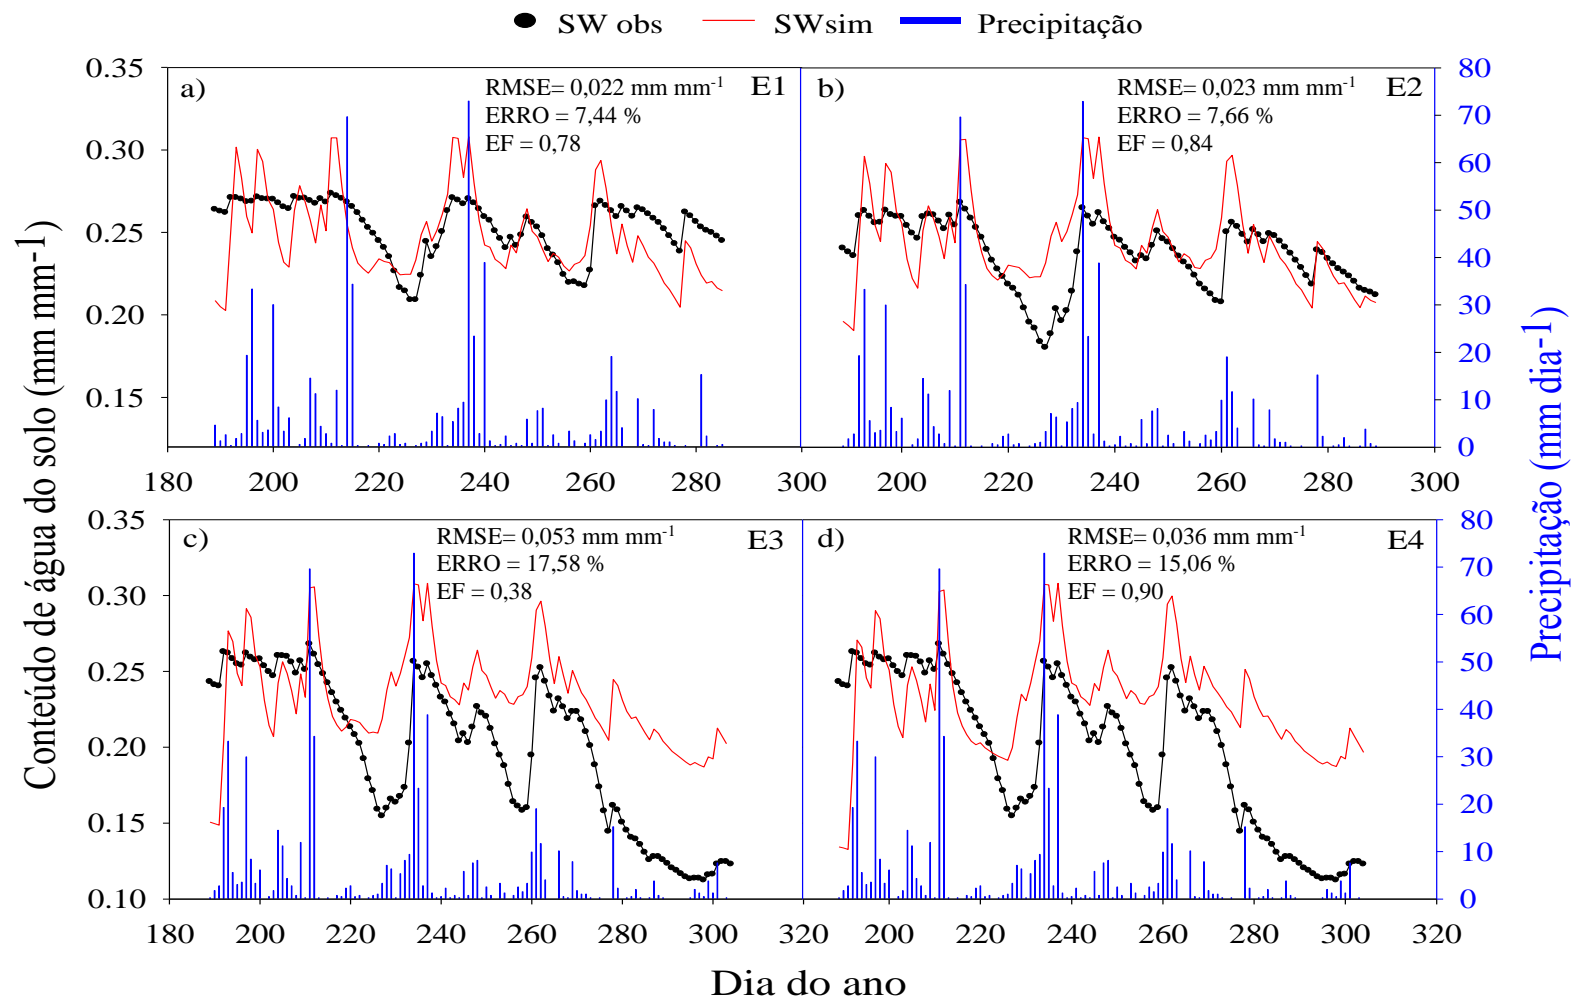 SW obs SWsim Precipitação
Conteúdo de água do solo (mm mm-1)
Precipitação (mm dia-1)
0.35
0.30
0.25
0.20
0.15
a)
RMSE= 0,022 mm mm-1
ERRO = 7,44 %
EF = 0,78
E1
180 200 220 240 260 280 300
b)
RMSE= 0,023 mm mm-1
ERRO = 7,66 %
EF = 0,84
E2
80
70
60
50
40
30
20
10
0
200 220 240 260 280 300
0.35
0.30
0.25
0.20
0.15
0.10
c)
RMSE= 0,053 mm mm-1
ERRO = 17,58 %
EF = 0,38
E3
180 200 220 240 260 280 300 320
d)
RMSE= 0,036 mm mm-1
ERRO = 15,06 %
EF = 0,90
E4
80
70
60
50
40
30
20
10
0
200 220 240 260 280 300 320
Dia do ano